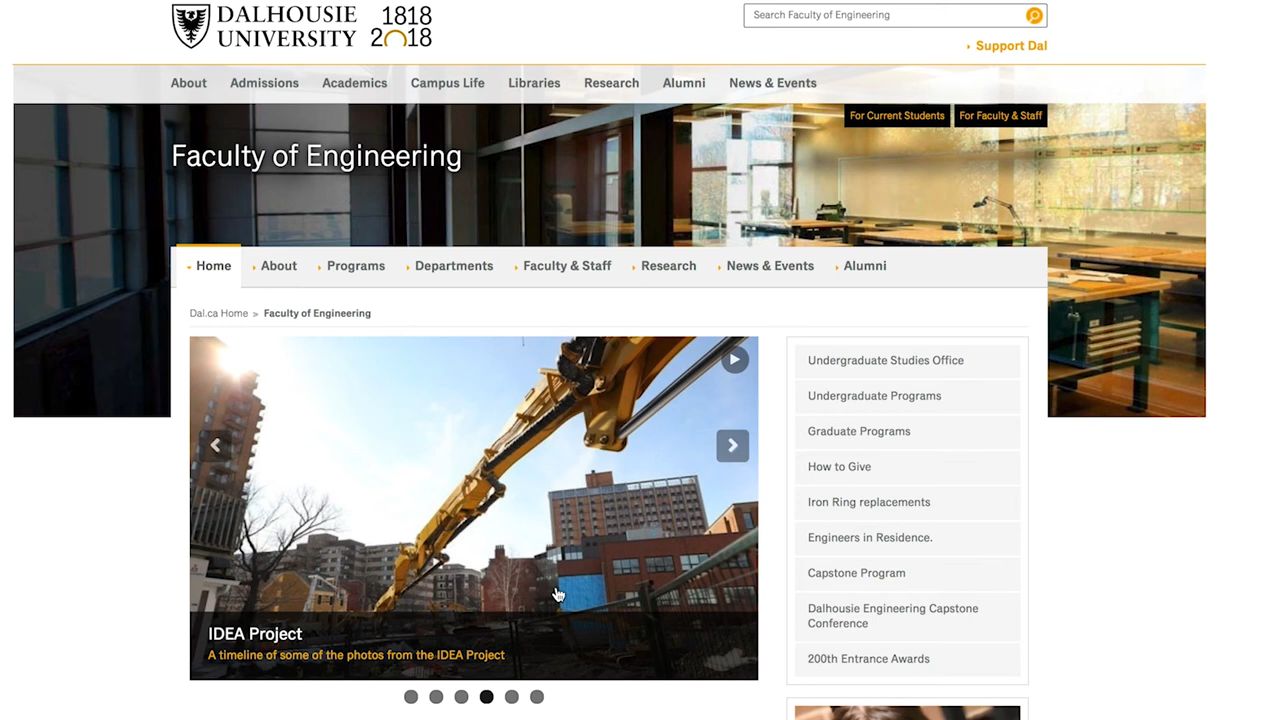 DALHOUSIE
UNIVERSITY
1818
2018
Search Faculty of Engineering
Support Dal
About Admissions Academics Campus Life Libraries Research Alumni News & Events
For Current Students For Faculty & Staff
Faculty of Engineering
Home About Programs Departments Faculty & Staff Research News & Events Alumni
Dal.ca Home > Faculty of Engineering
Undergraduate Studies Office
Undergraduate Programs
Graduate Programs
How to Give
Iron Ring replacements
Engineers in Residence.
Capstone Program
Dalhousie Engineering Capstone
Conference
200th Entrance Awards
IDEA Project
A timeline of some of the photos from the IDEA Project